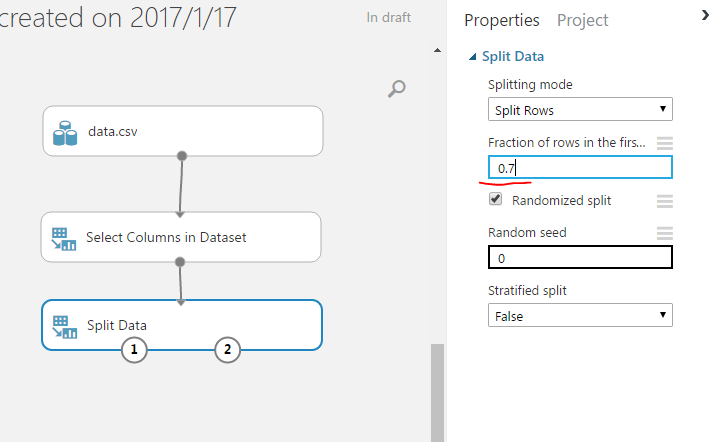 created on 2017/1/17
In draft
data.csv
Select Columns in Dataset
Split Data
1
2
Properties
Project
Split Data
Splitting mode
Split Rows
Fraction of rows in the firs...
0.7
Randomized split
Random seed
0
Stratified split
False